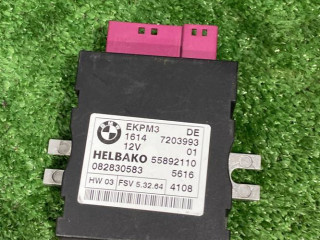 EKPM3 DE
1614 7203993
12V 01
HELBAKO 55892110
082830583 5616
HW 03 FSV 5.32.64 4108